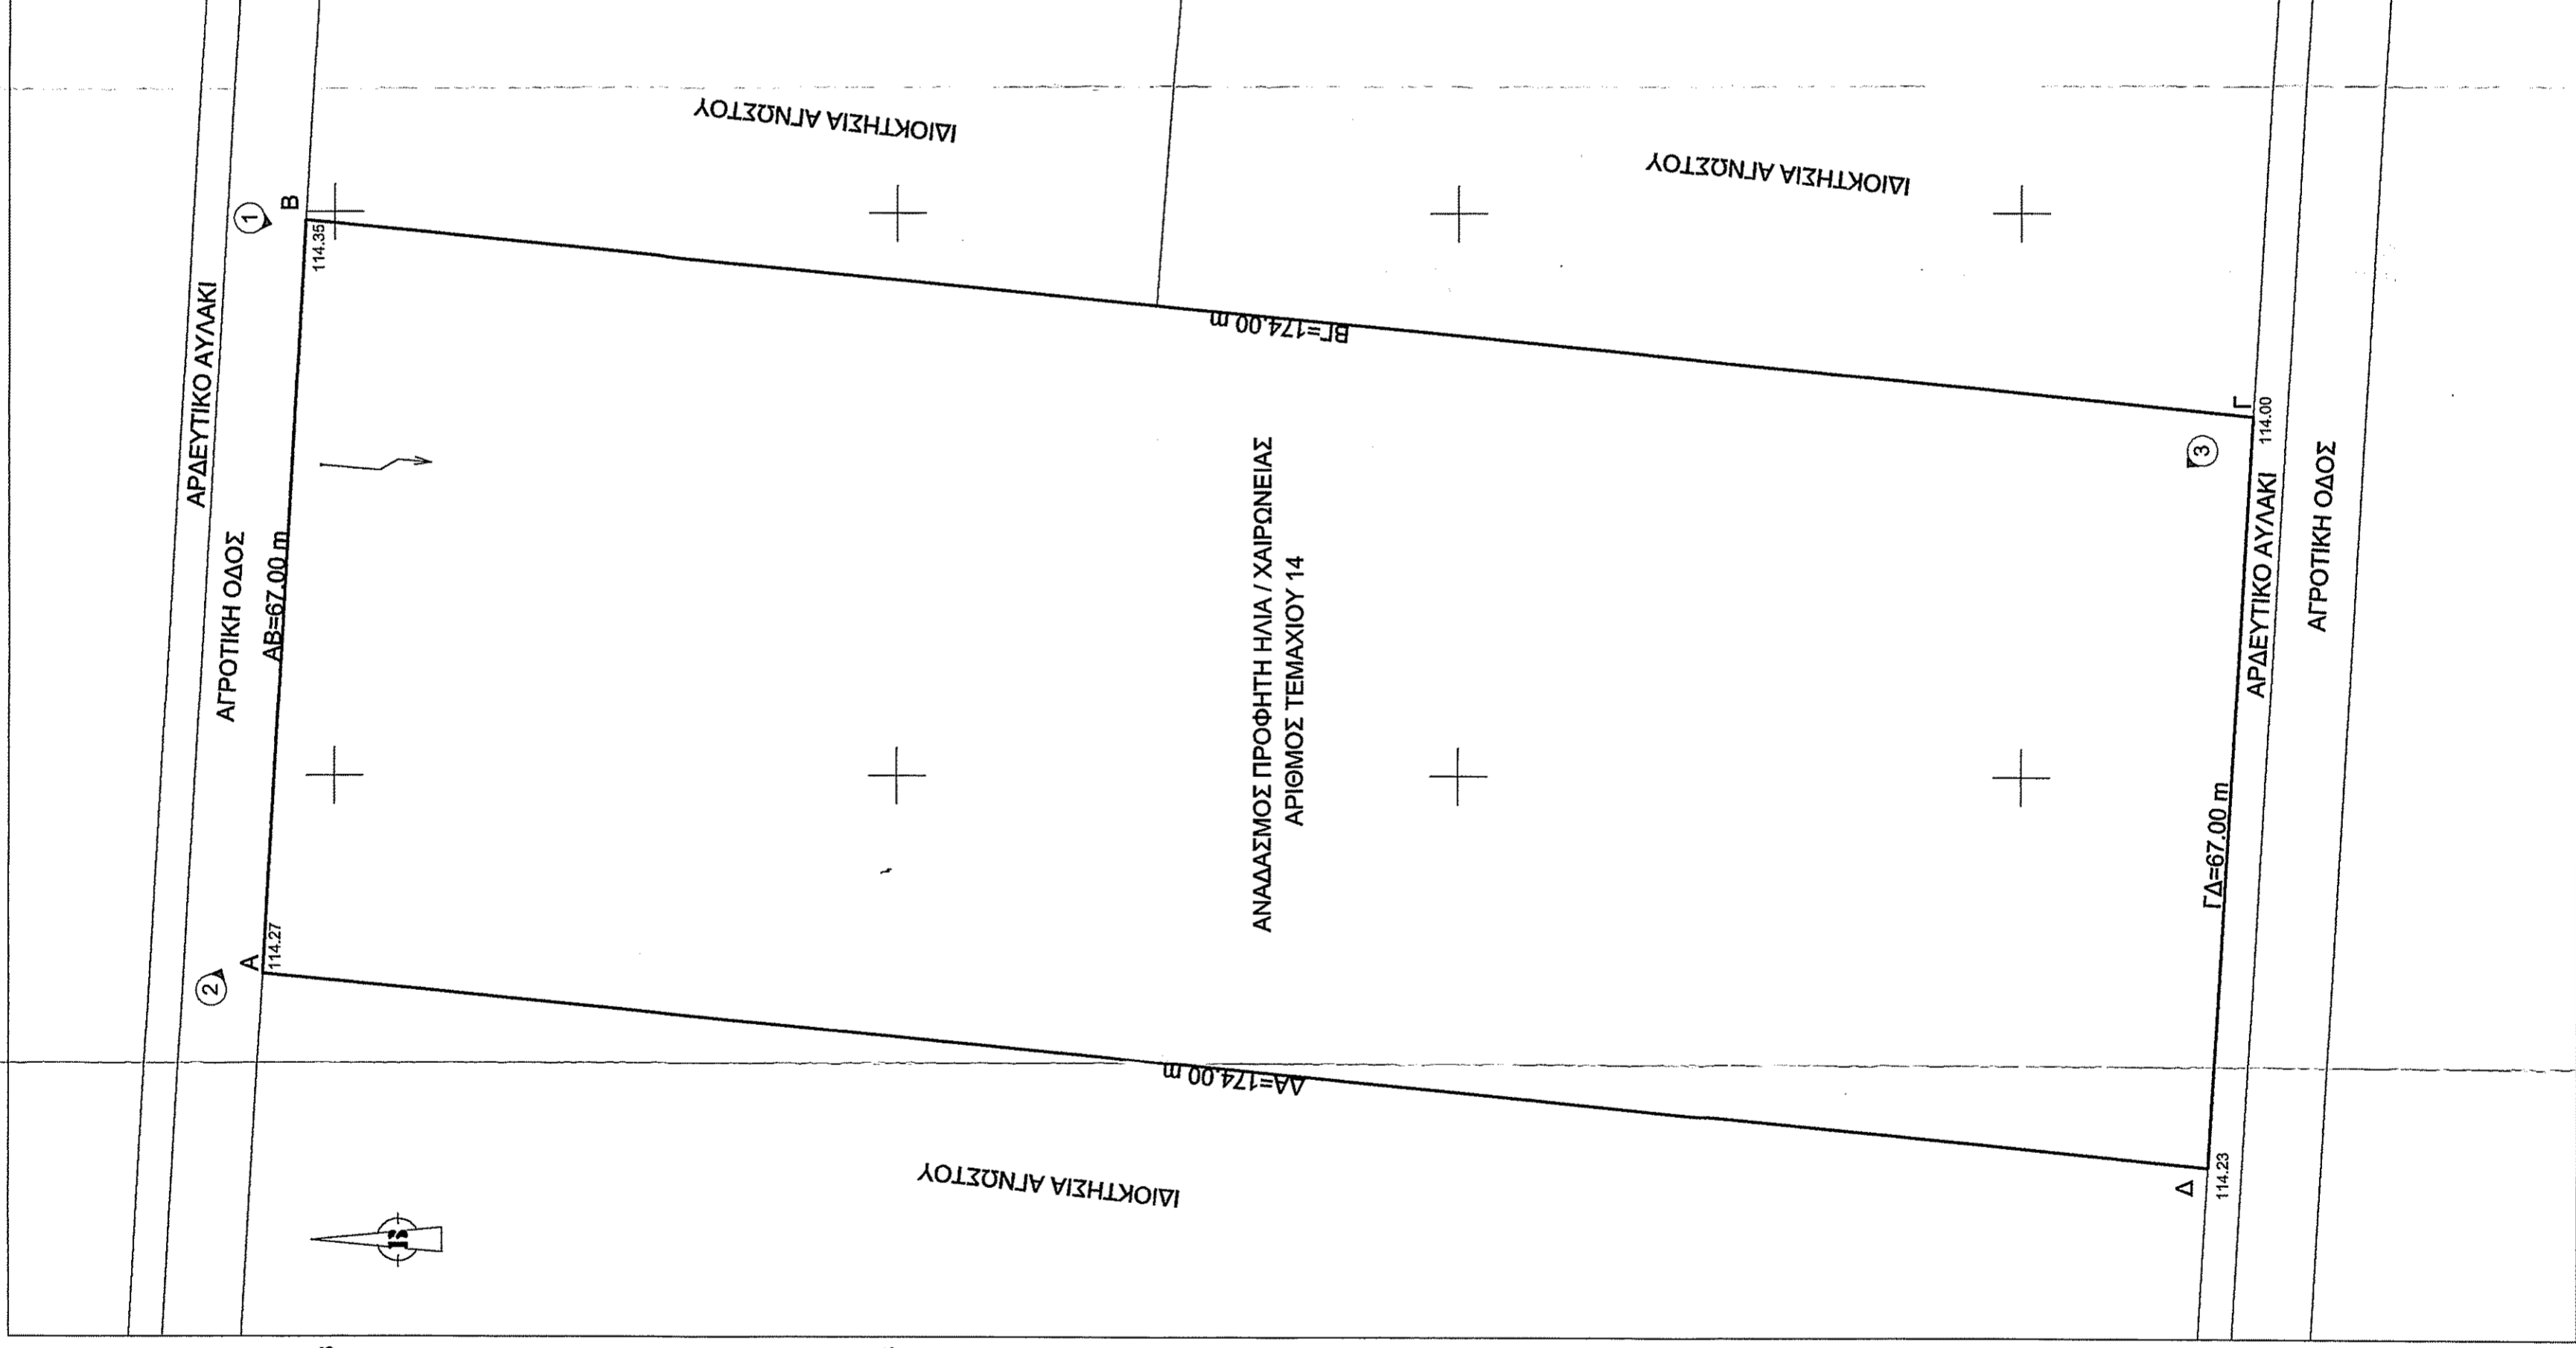 ΑΡΔΕΥΤΙΚΟ ΑΥΛΑΚΙ
ΑΓΡΟΤΙΚΗ ΟΔΟΣ
ΑΒ=67.00 m
2
Α
114.27
1
Β
114.35
ΙΔΙΟΚΤΗΣΙΑ ΑΓΝΩΣΤΟΥ
ΙΔΙΟΚΤΗΣΙΑ ΑΓΝΩΣΤΟΥ
ΒΓ=174.00 m
ΑΝΑΔΑΣΜΟΣ ΠΡΟΦΗΤΗ ΗΛΙΑ / ΧΑΙΡΩΝΕΙΑΣ
ΑΡΙΘΜΟΣ ΤΕΜΑΧΙΟΥ 14
ΔΑ=174.00 m
ΙΔΙΟΚΤΗΣΙΑ ΑΓΝΩΣΤΟΥ
3
Γ
114.00
ΓΔ=67.00 m
Δ
114.23
ΑΡΔΕΥΤΙΚΟ ΑΥΛΑΚΙ
ΑΓΡΟΤΙΚΗ ΟΔΟΣ